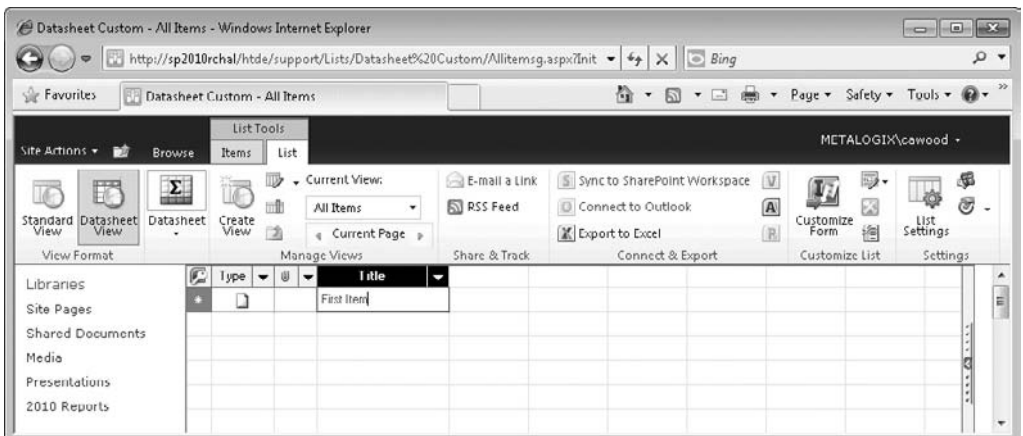 Datasheet Custom - All Items - Windows Internet Explorer
http://sp2010rchal/htde/support/Lists/Datasheet%20Custom/Allitemsg.aspx?Init
Bing
Favorites
Datasheet Custom - All Items
Page
Safety
Tools
List Tools
METALOGIX\cawood
Site Actions
Browse
Items
List
Standard View
Datasheet View
Datasheet
Create View
Current View:
All Items
Current Page
E-mail a Link
RSS Feed
Sync to SharePoint Workspace
Connect to Outlook
Export to Excel
Customize Form
List Settings
View Format
Manage Views
Share & Track
Connect & Export
Customize List
Settings
Libraries
Site Pages
Shared Documents
Media
Presentations
2010 Reports
Type
Title
First Item